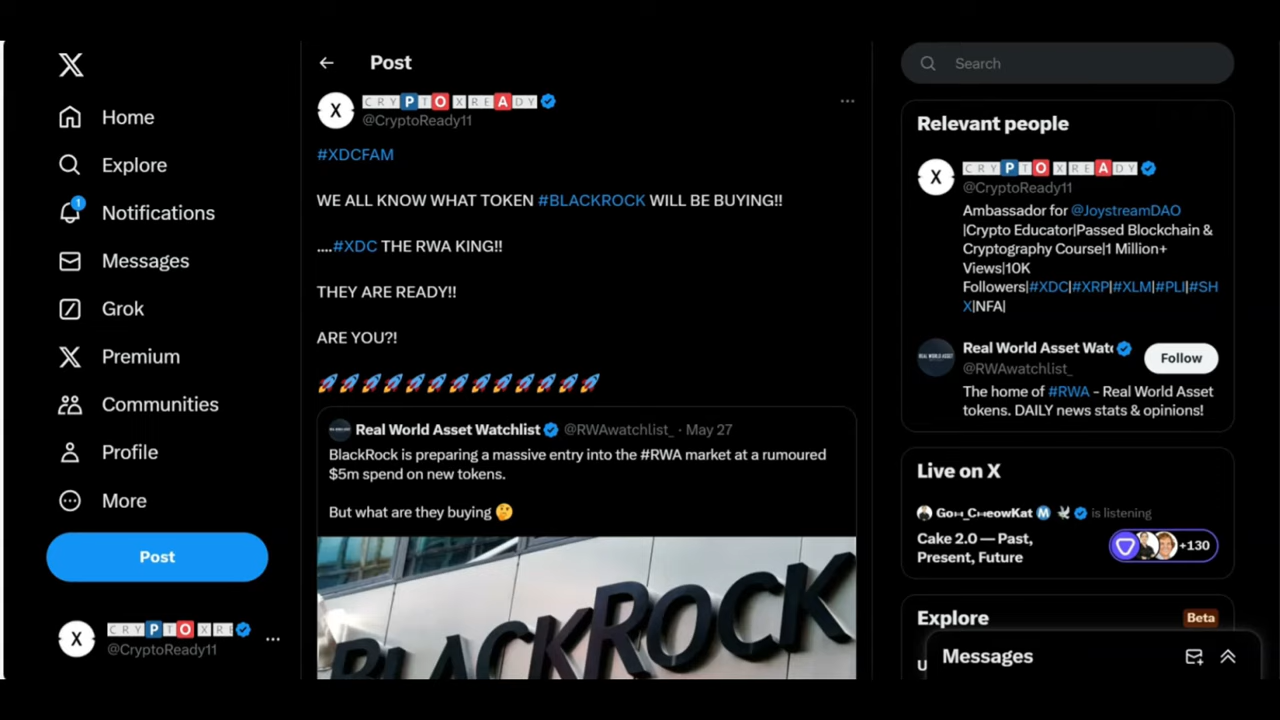 Home
Explore
1
Notifications
Messages
Grok
Premium
Communities
Profile
More
Post
CRYPTOXRE
@CryptoReady11
Post
CRYPTOXREADY
@CryptoReady11
#XDCFAM
WE ALL KNOW WHAT TOKEN #BLACKROCK WILL BE BUYING!!
....#XDC THE RWA KING!!
THEY ARE READY!!
ARE YOU?!
🚀🚀🚀🚀🚀🚀🚀🚀🚀🚀🚀🚀🚀
Real World Asset Watchlist @RWAwatchlist_ · May 27
BlackRock is preparing a massive entry into the #RWA market at a rumoured
$5m spend on new tokens.
But what are they buying 🤔
BLACKROCK
Search
Relevant people
CRYPTOXREADY
@CryptoReady11
Ambassador for @JoystreamDAO
|Crypto Educator|Passed Blockchain &
Cryptography Course|1 Million+
Views|10K
Followers|#XDC|#XRP|#XLM|#PLI|#SH
X|NFA|
Real World Asset Watc
Follow
@RWAwatchlist_
The home of #RWA - Real World Asset
tokens. DAILY news stats & opinions!
Live on X
is listening
Cake 2.0 — Past,
Present, Future
+130
Explore
Beta
Messages